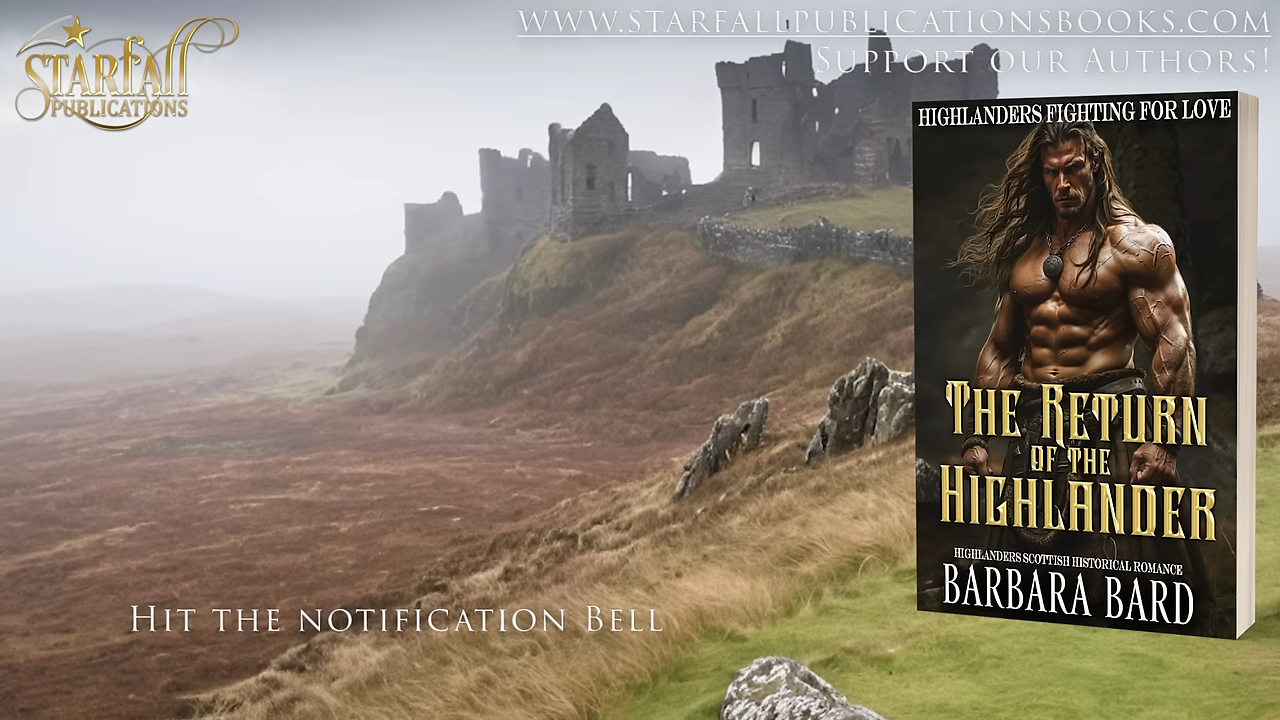 STARfall
PUBLICATIONS
WWW.STARFALLPUBLICATIONSBOOKS.COM
SUPPORT OUR AUTHORS!
HIGHLANDERS FIGHTING FOR LOVE
THE RETURN
OF THE
HIGHLANDER
HIGHLANDERS SCOTTISH HISTORICAL ROMANCE
BARBARA BARD
HIT THE NOTIFICATION BELL